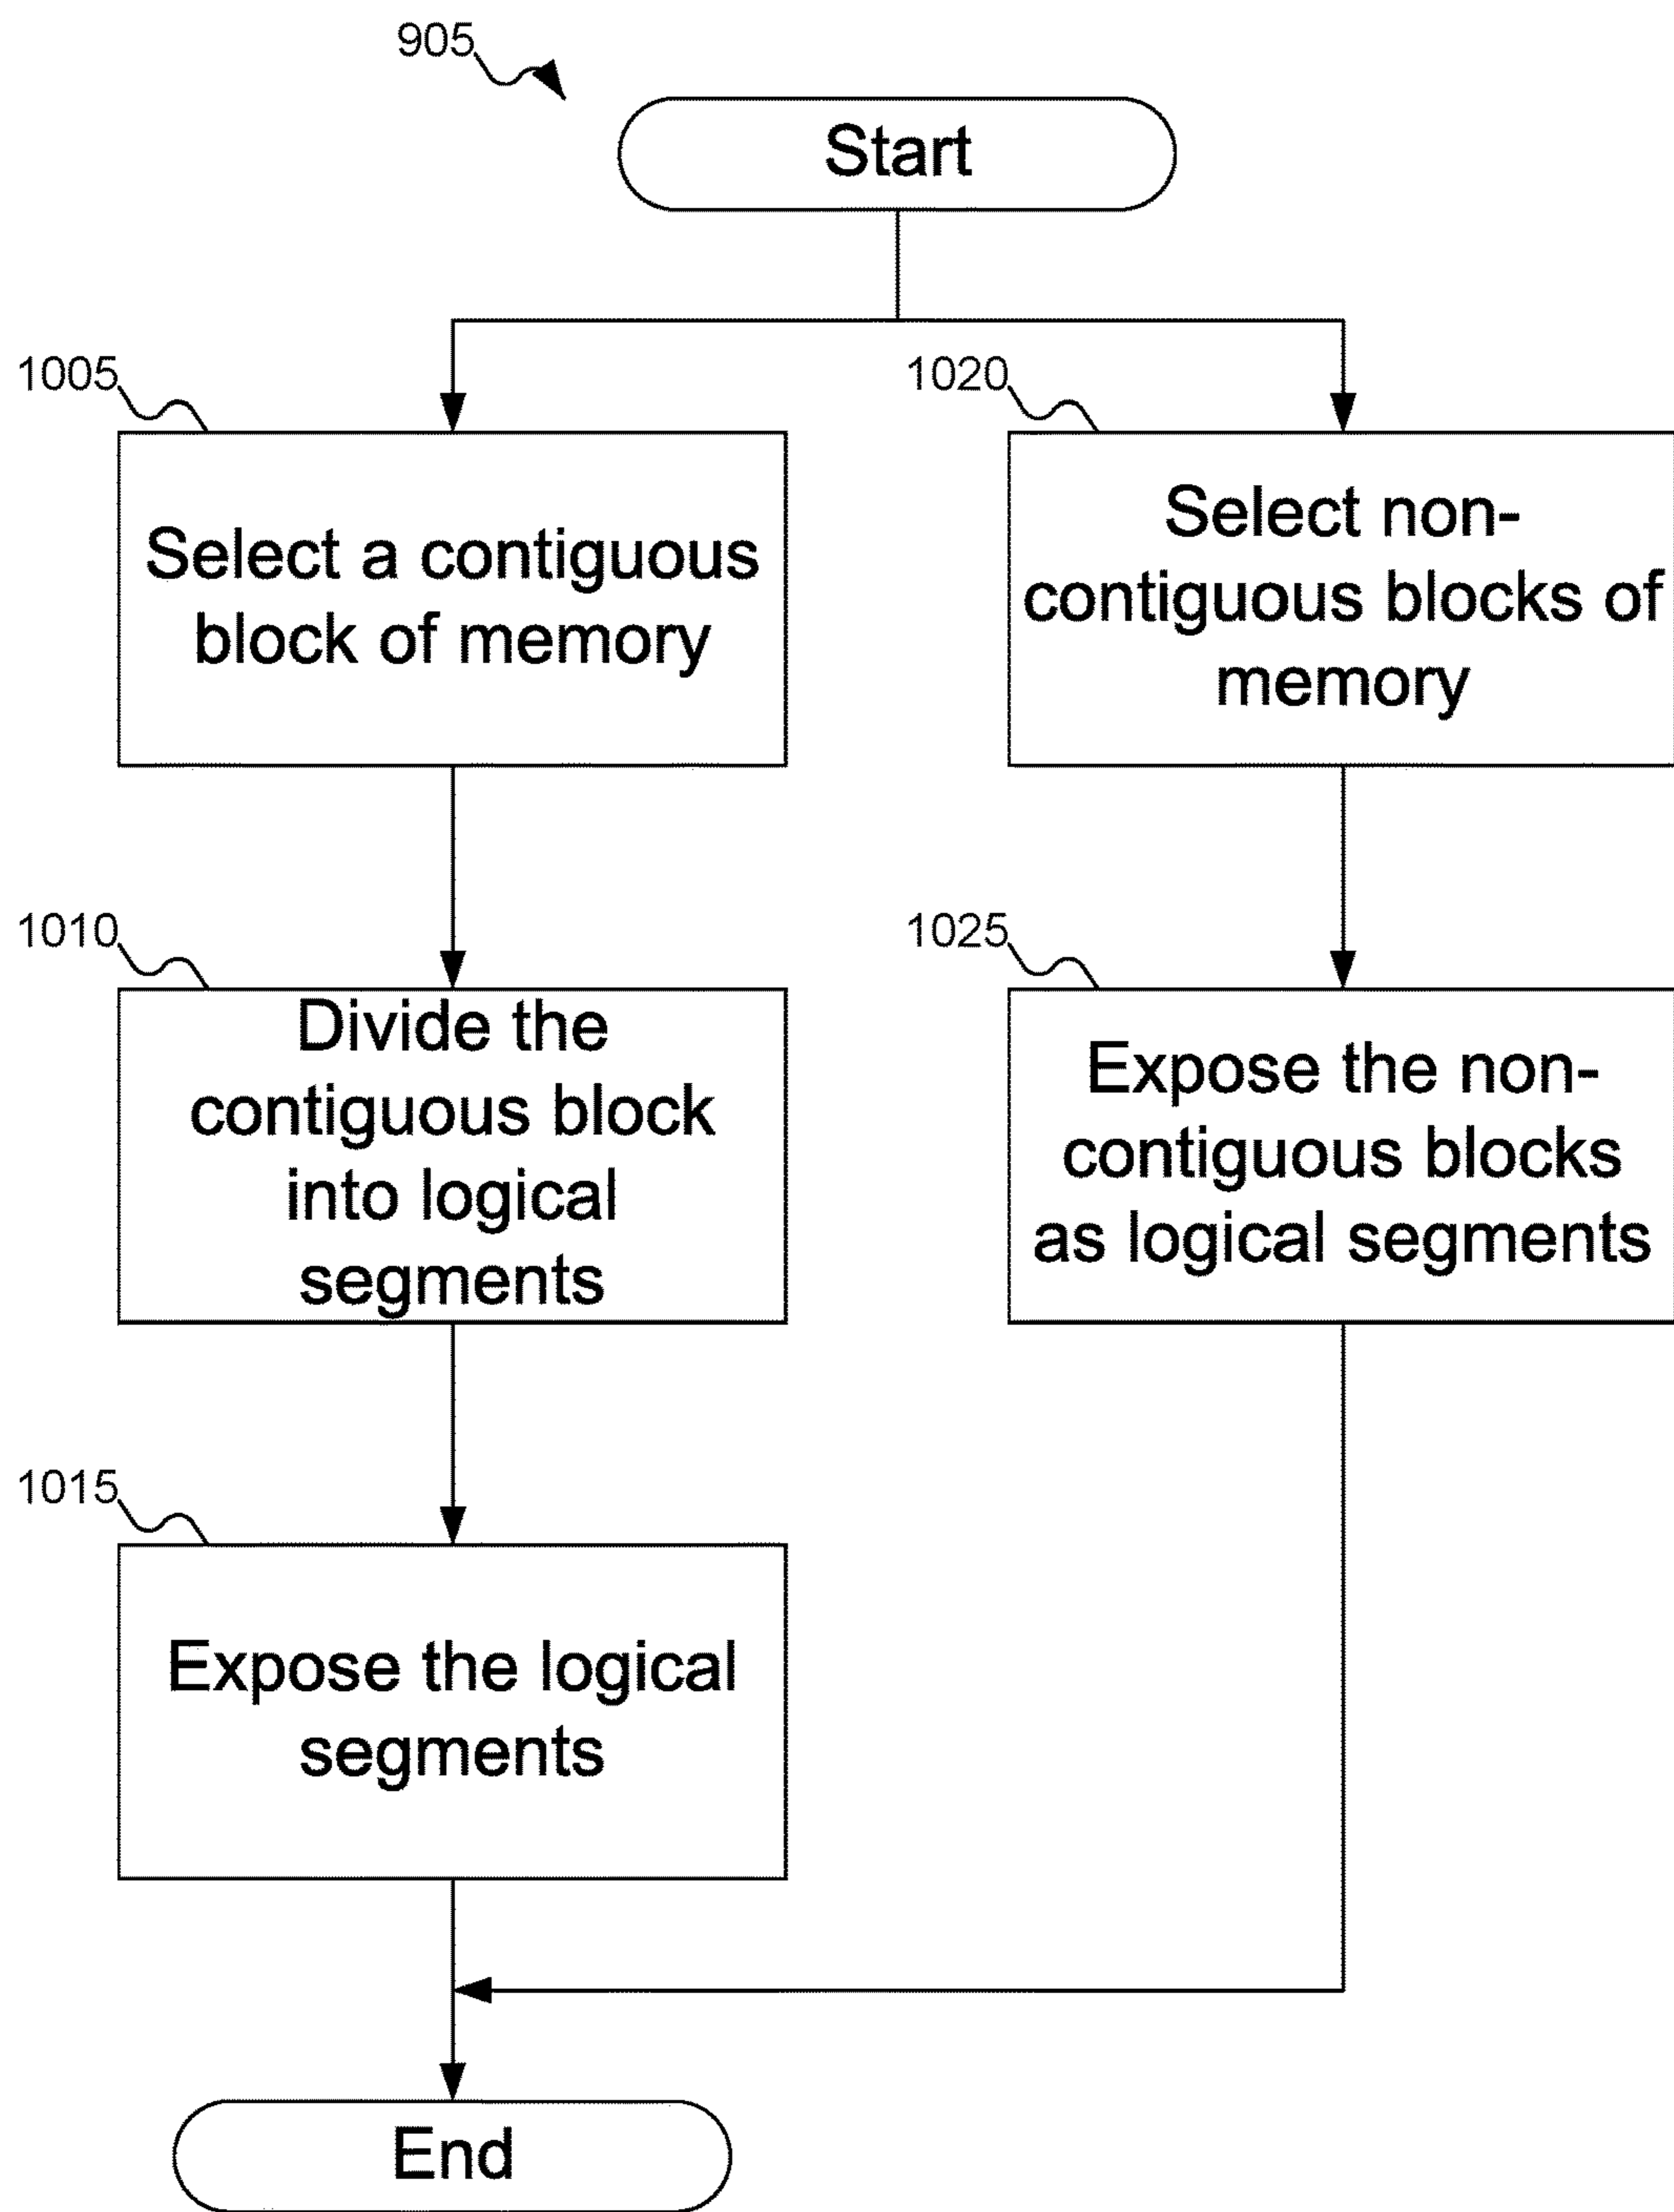 905
Start
1005
Select a contiguous
block of memory
1020
Select non-
contiguous blocks of
memory
1010
Divide the
contiguous block
into logical
segments
1025
Expose the non-
contiguous blocks
as logical segments
1015
Expose the logical
segments
End